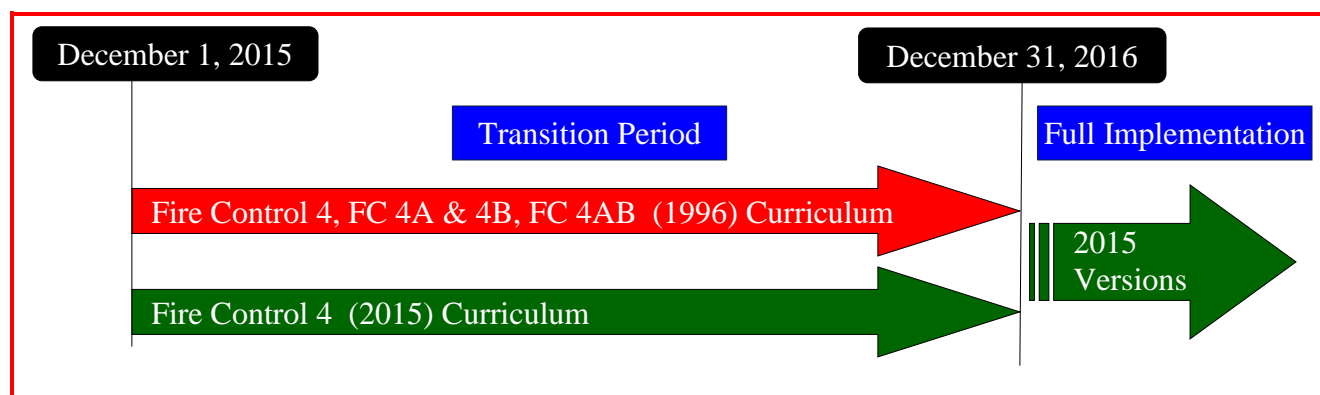 December 1, 2015
December 31, 2016
Transition Period
Full Implementation
Fire Control 4, FC 4A & 4B, FC 4AB (1996) Curriculum
2015
Versions
Fire Control 4 (2015) Curriculum